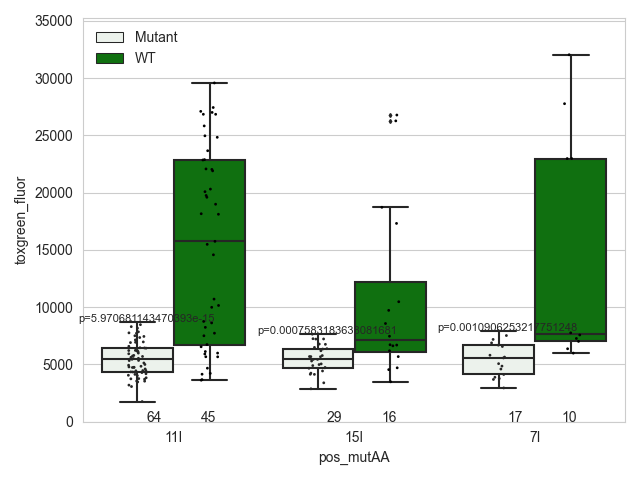 35000
Mutant
WT
30000
25000
20000
15000
10000
5000
0
toxgreen_fluor
p=5.970681143470393e-15
p=0.0007583183638081681
p=0.0010906253217751248
64 45 29 16 17 10
11I 15I 7I
pos_mutAA